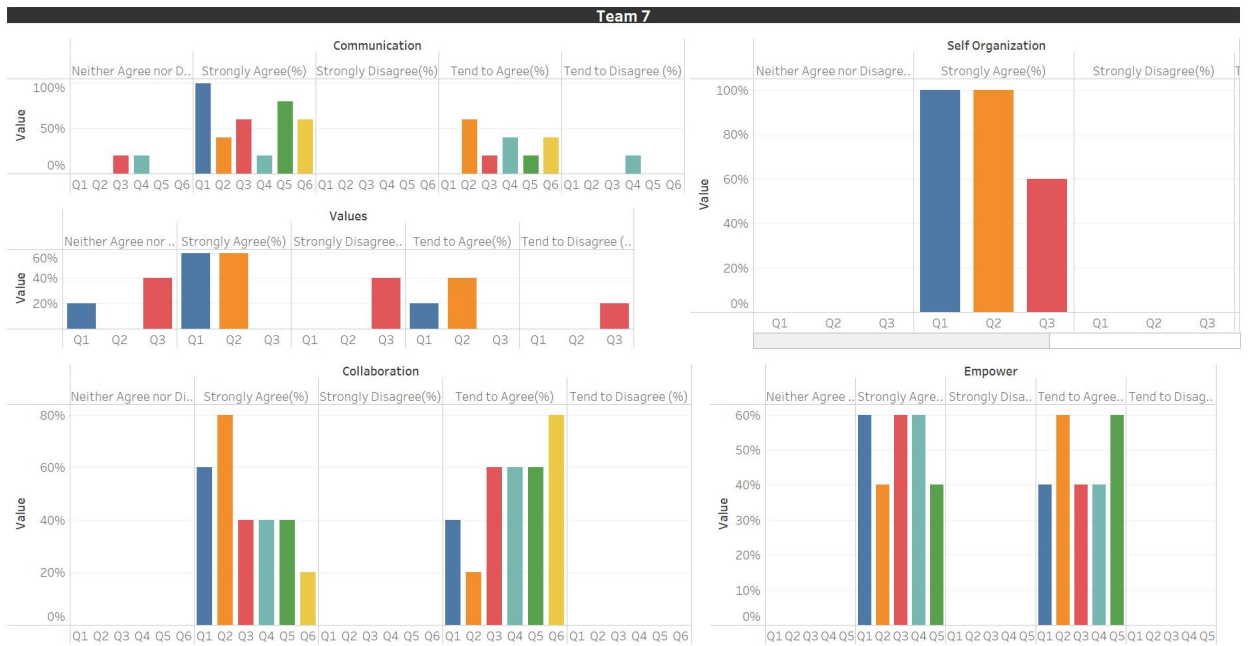 Team 7
Communication
Neither Agree nor D.. Strongly Agree(%) Strongly Disagree(%) Tend to Agree(%) Tend to Disagree (%)
100%
50%
0%
Value
Q1 Q2 Q3 Q4 Q5 Q6 Q1 Q2 Q3 Q4 Q5 Q6 Q1 Q2 Q3 Q4 Q5 Q6 Q1 Q2 Q3 Q4 Q5 Q6 Q1 Q2 Q3 Q4 Q5 Q6
Self Organization
Neither Agree nor Disagre.. Strongly Agree(%) Strongly Disagree(%)
100%
80%
60%
40%
20%
0%
Value
Q1 Q2 Q3 Q1 Q2 Q3 Q1 Q2 Q3
Values
Neither Agree nor .. Strongly Agree(%) Strongly Disagree.. Tend to Agree(%) Tend to Disagree (..
60%
40%
20%
Value
Q1 Q2 Q3 Q1 Q2 Q3 Q1 Q2 Q3 Q1 Q2 Q3 Q1 Q2 Q3
Collaboration
Neither Agree nor Di.. Strongly Agree(%) Strongly Disagree(%) Tend to Agree(%) Tend to Disagree (%)
80%
60%
40%
20%
0%
Value
Q1 Q2 Q3 Q4 Q5 Q6 Q1 Q2 Q3 Q4 Q5 Q6 Q1 Q2 Q3 Q4 Q5 Q6 Q1 Q2 Q3 Q4 Q5 Q6 Q1 Q2 Q3 Q4 Q5 Q6
Empower
Neither Agree .. Strongly Agre.. Strongly Disa.. Tend to Agree.. Tend to Disag..
60%
50%
40%
30%
20%
10%
0%
Value
Q1 Q2 Q3 Q4 Q5 Q1 Q2 Q3 Q4 Q5 Q1 Q2 Q3 Q4 Q5 Q1 Q2 Q3 Q4 Q5 Q1 Q2 Q3 Q4 Q5